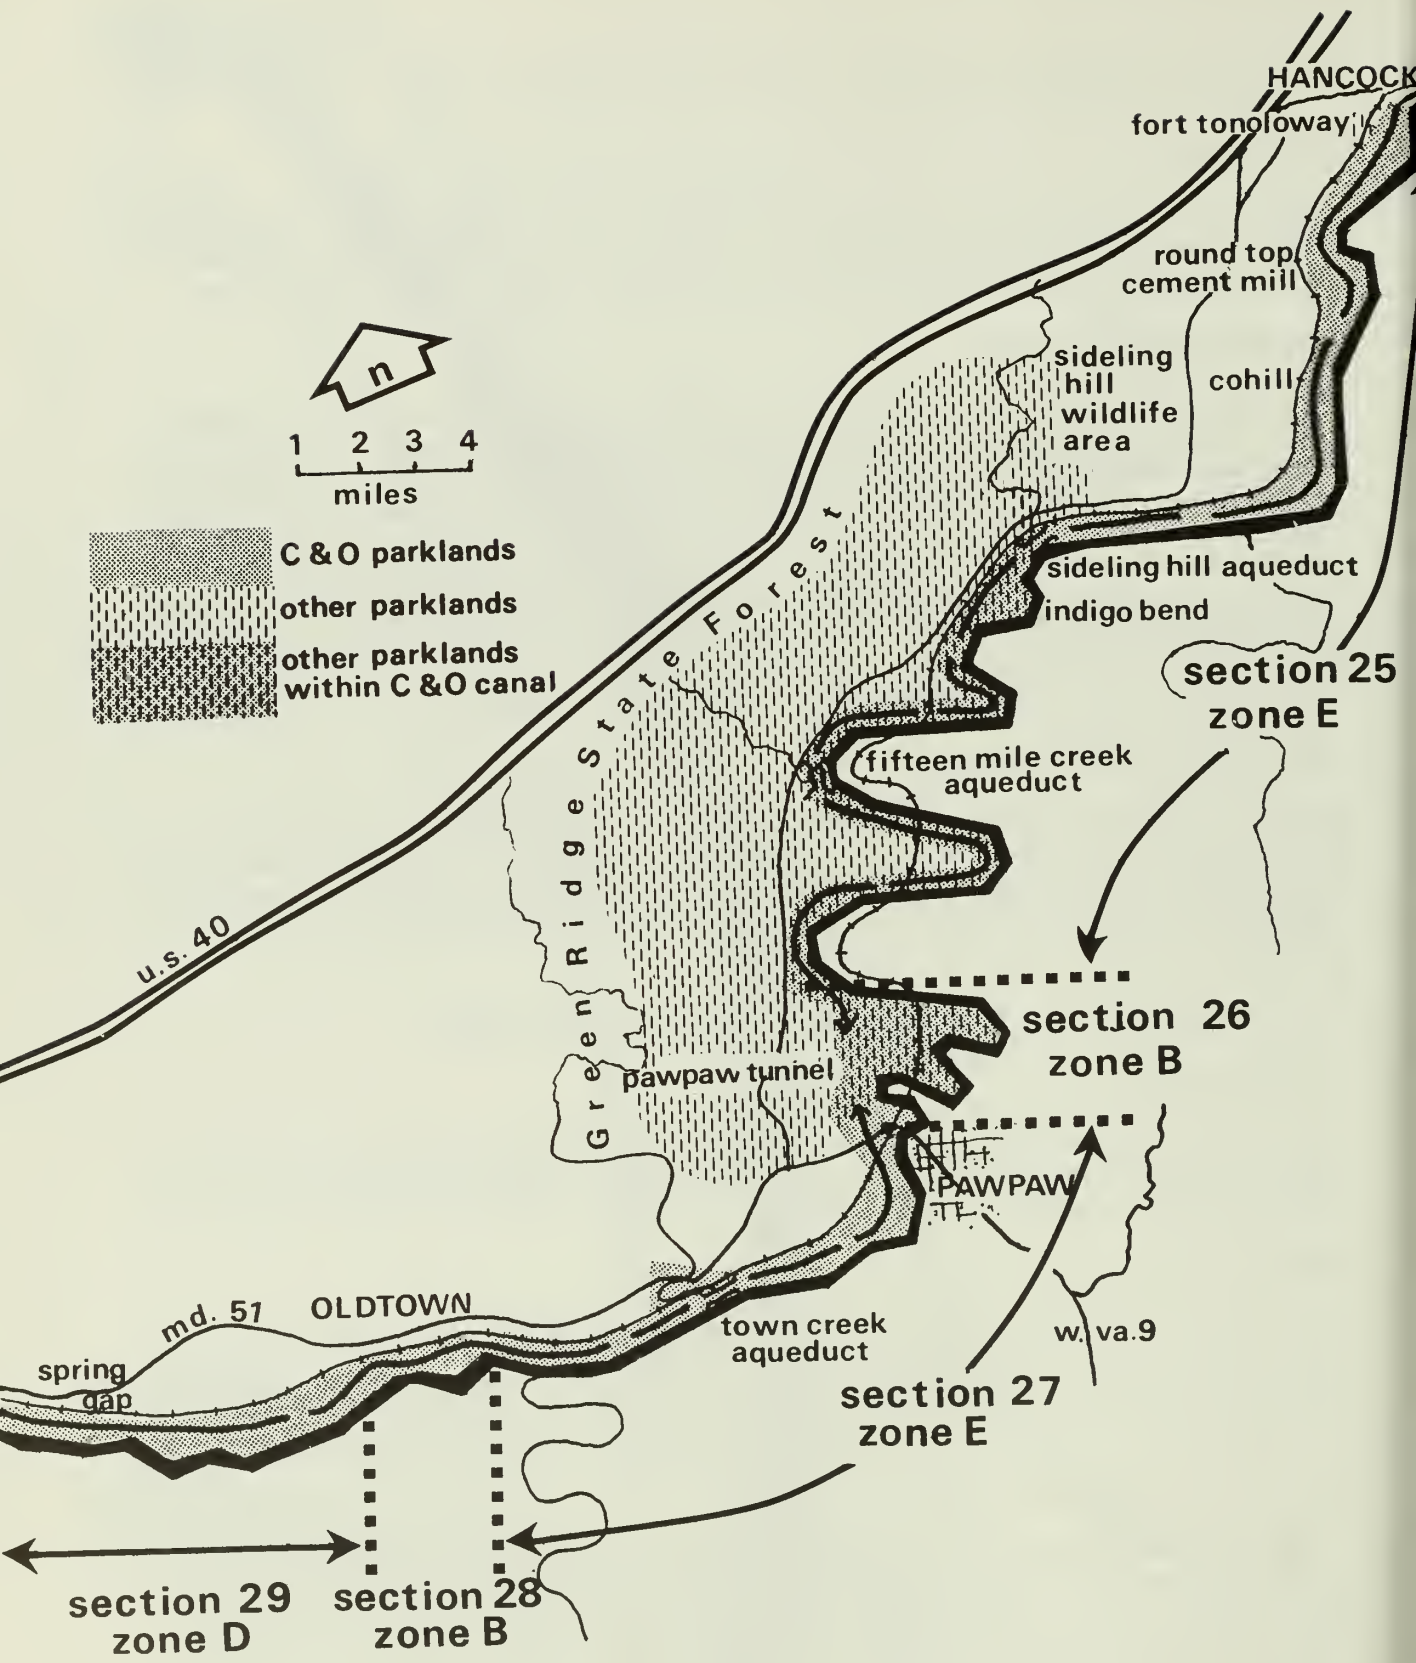 HANCOCK
fort tonoloway
round top
cement mill
sideling
hill
wildlife
area
cohill
n
1 2 3 4
miles
C & O parklands
other parklands
other parklands
within C & O canal
Green Ridge State Forest
sideling hill aqueduct
indigo bend
section 25
zone E
fifteen mile creek
aqueduct
u.s. 40
section 26
zone B
pawpaw tunnel
PAWPAW
md. 51
OLDTOWN
town creek
aqueduct
w. va.9
spring
gap
section 27
zone E
section 29
zone D
section 28
zone B